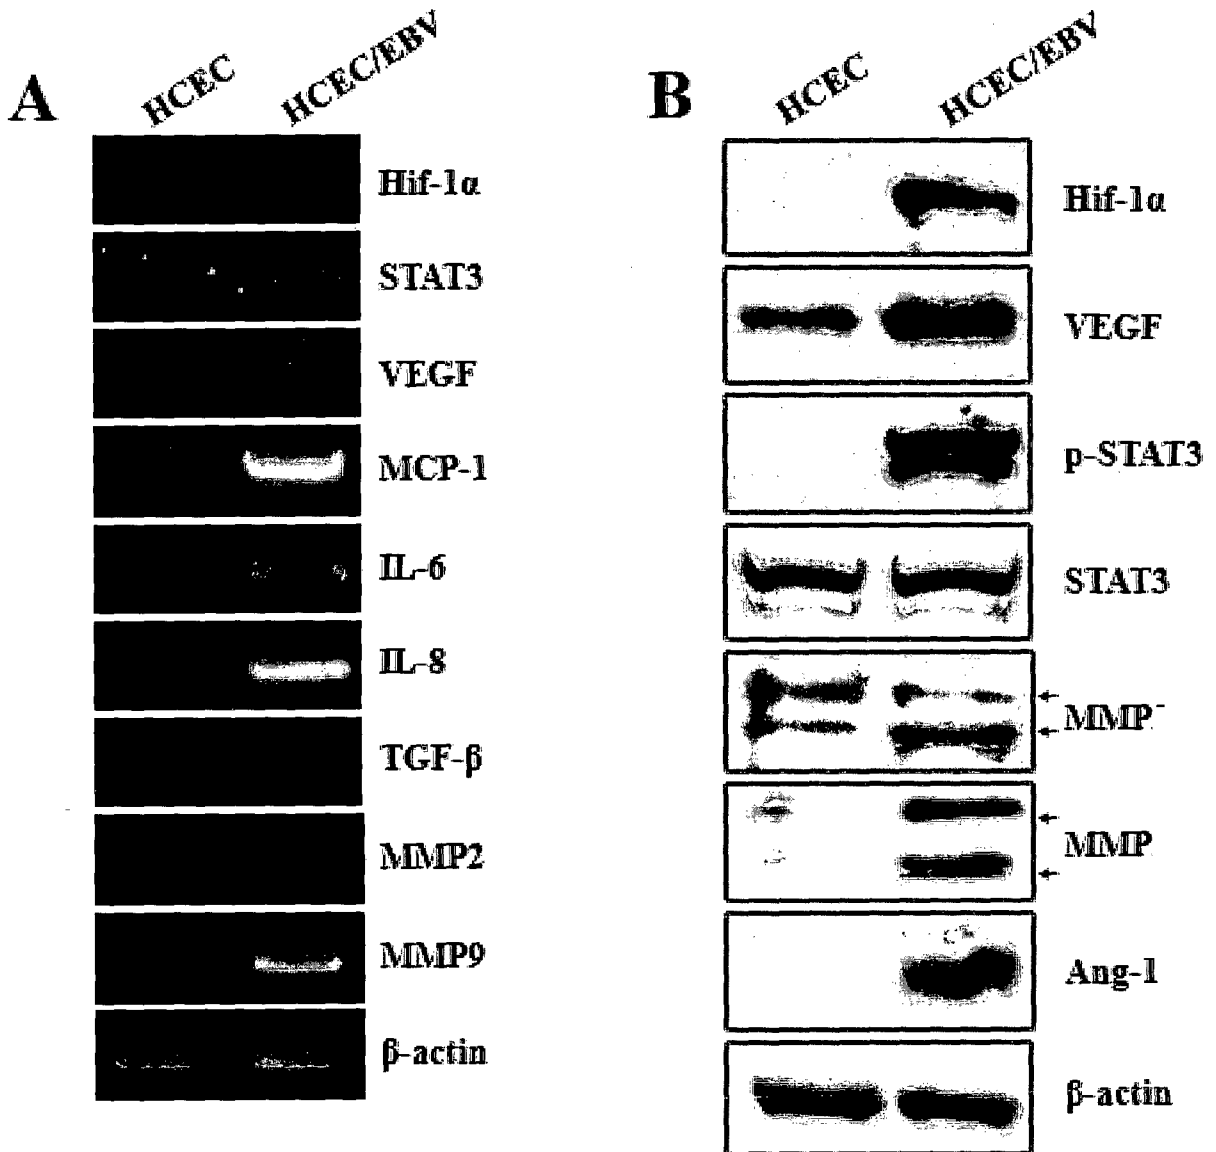 A
HCEC
HCEC/EBV
Hif-1α
STAT3
VEGF
MCP-1
IL-6
IL-8
TGF-β
MMP2
MMP9
β-actin
B
HCEC
HCEC/EBV
Hif-1α
VEGF
p-STAT3
STAT3
MMP
MMP
Ang-1
β-actin